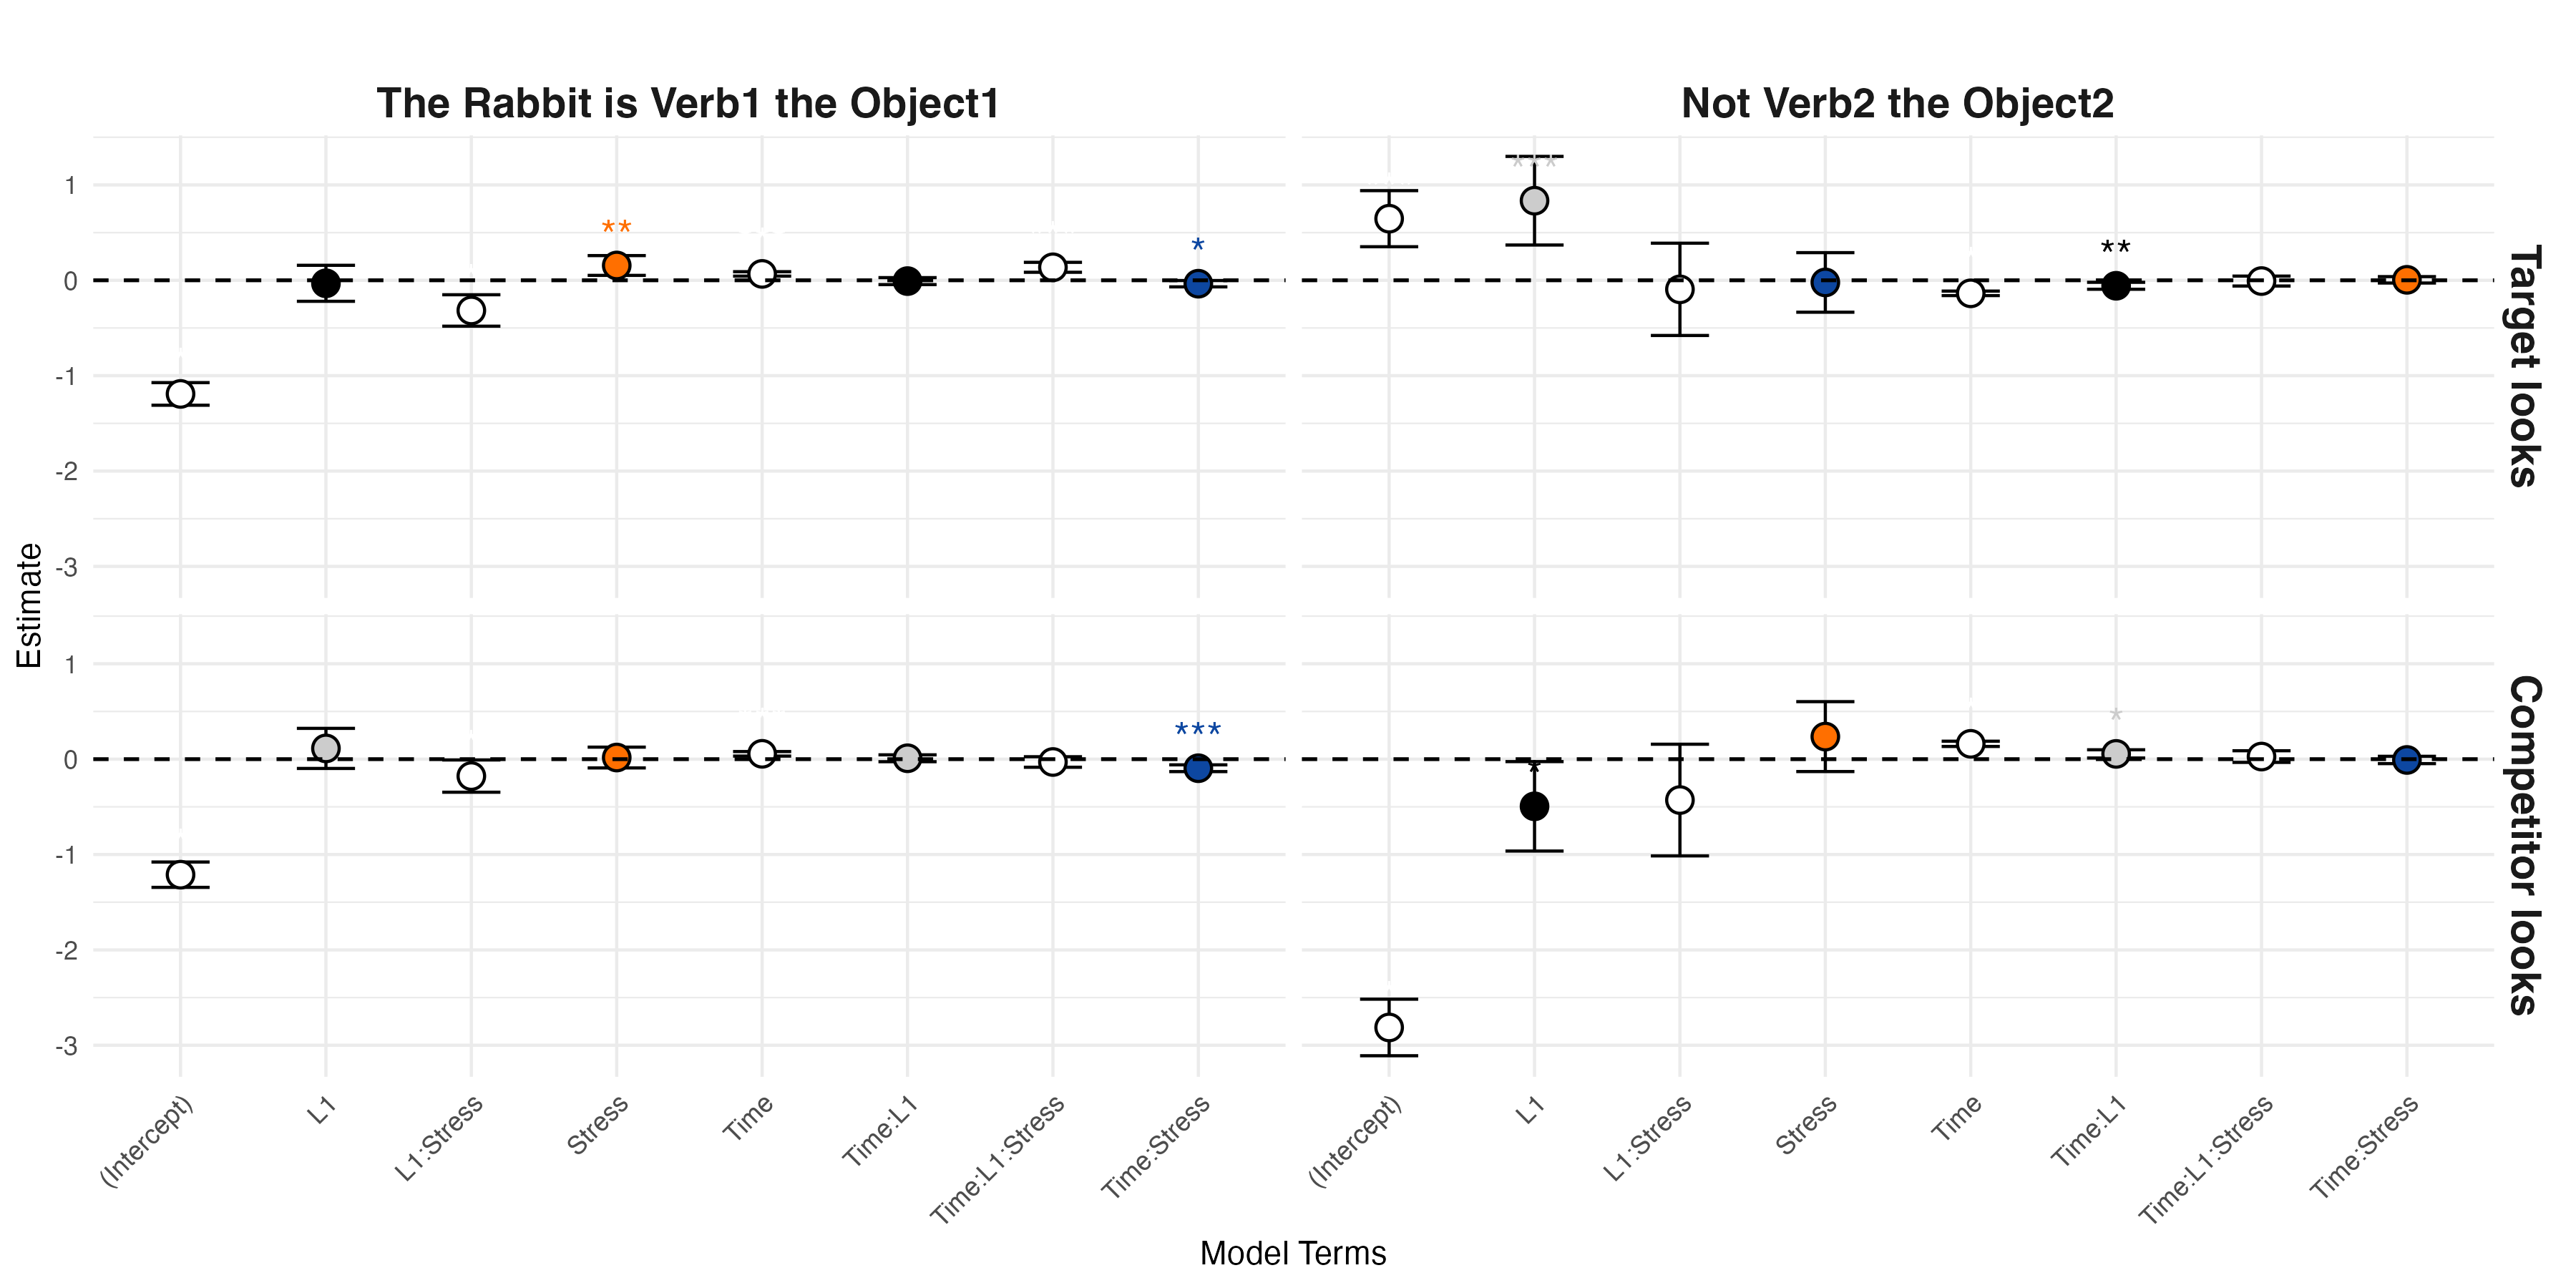 The Rabbit is Verb1 the Object1
Not Verb2 the Object2
Estimate
1
0
-1
-2
-3
**
*
***
**
Target looks
1
0
-1
-2
-3
***
*
*
Competitor looks
(Intercept)
L1
L1:Stress
Stress
Time
Time:L1
Time:L1:Stress
Time:Stress
(Intercept)
L1
L1:Stress
Stress
Time
Time:L1
Time:L1:Stress
Time:Stress
Model Terms